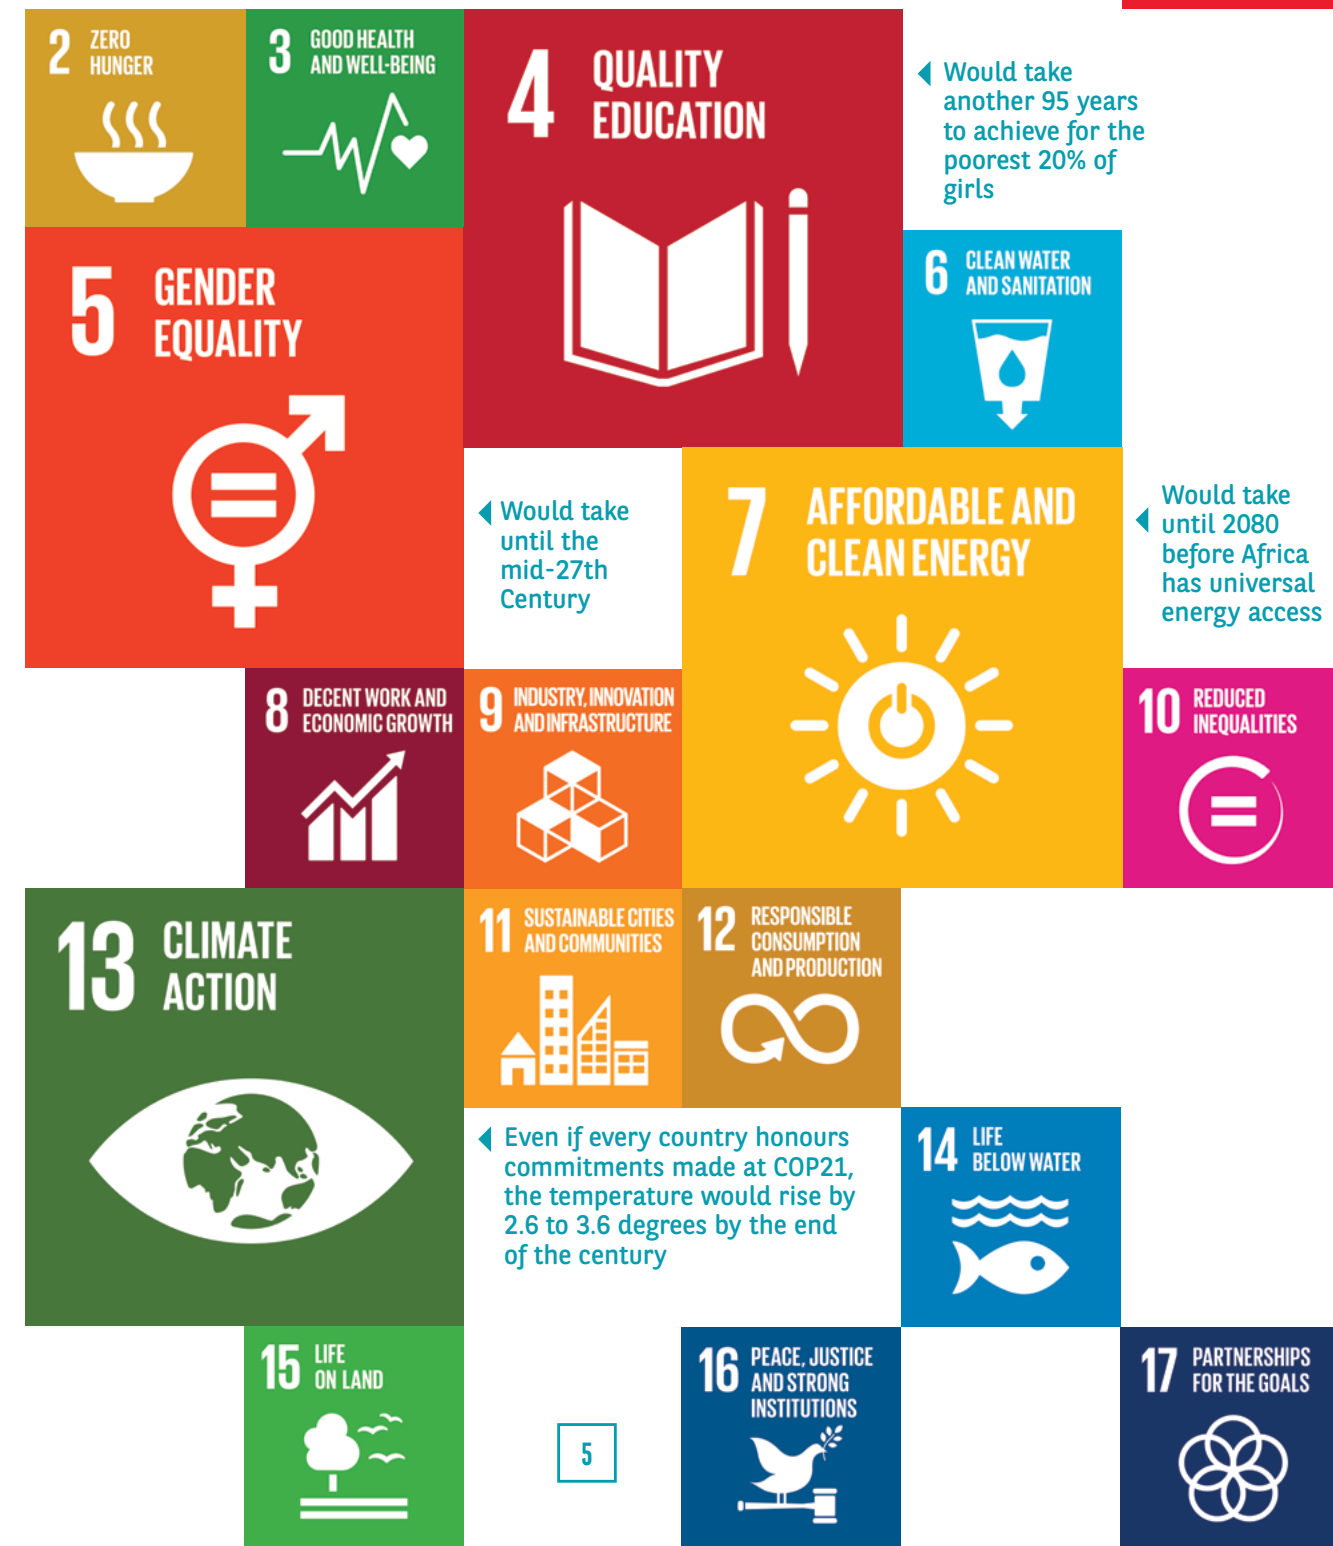 2 ZERO
HUNGER
3 GOOD HEALTH
AND WELL-BEING
4 QUALITY
EDUCATION
Would take
another 95 years
to achieve for the
poorest 20% of
girls
5 GENDER
EQUALITY
6 CLEAN WATER
AND SANITATION
Would take
until the
mid-27th
Century
7 AFFORDABLE AND
CLEAN ENERGY
Would take
until 2080
before Africa
has universal
energy access
8 DECENT WORK AND
ECONOMIC GROWTH
9 INDUSTRY, INNOVATION
AND INFRASTRUCTURE
10 REDUCED
INEQUALITIES
13 CLIMATE
ACTION
11 SUSTAINABLE CITIES
AND COMMUNITIES
12 RESPONSIBLE
CONSUMPTION
AND PRODUCTION
Even if every country honours
commitments made at COP21,
the temperature would rise by
2.6 to 3.6 degrees by the end
of the century
14 LIFE
BELOW WATER
15 LIFE
ON LAND
5
16 PEACE, JUSTICE
AND STRONG
INSTITUTIONS
17 PARTNERSHIPS
FOR THE GOALS